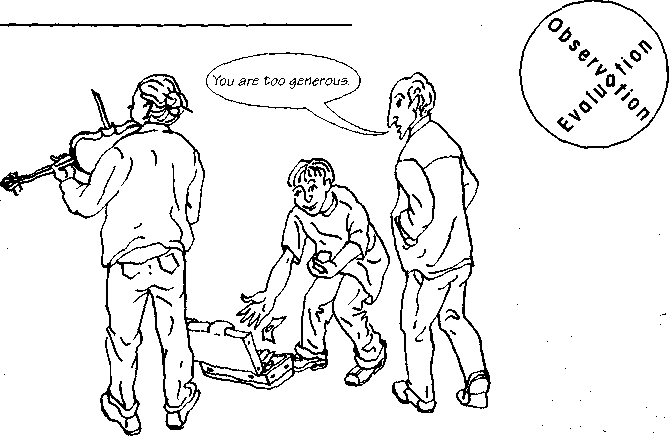 You are too generous.
Observation
Evaluation